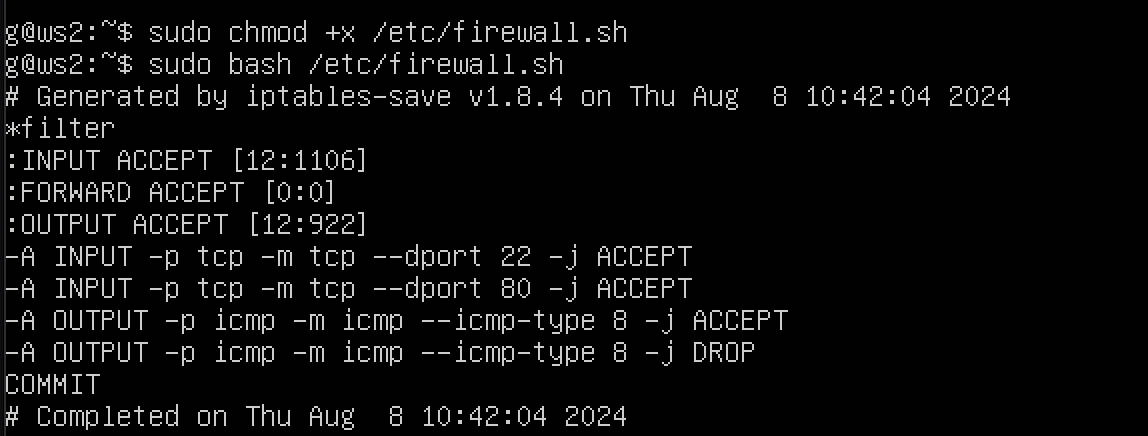 g@ws2:~$ sudo chmod +x /etc/firewall.sh
g@ws2:~$ sudo bash /etc/firewall.sh
# Generated by iptables-save v1.8.4 on Thu Aug  8 10:42:04 2024
*filter
:INPUT ACCEPT [12:1106]
:FORWARD ACCEPT [0:0]
:OUTPUT ACCEPT [12:922]
-A INPUT -p tcp -m tcp --dport 22 -j ACCEPT
-A INPUT -p tcp -m tcp --dport 80 -j ACCEPT
-A OUTPUT -p icmp -m icmp --icmp-type 8 -j ACCEPT
-A OUTPUT -p icmp -m icmp --icmp-type 8 -j DROP
COMMIT
# Completed on Thu Aug  8 10:42:04 2024